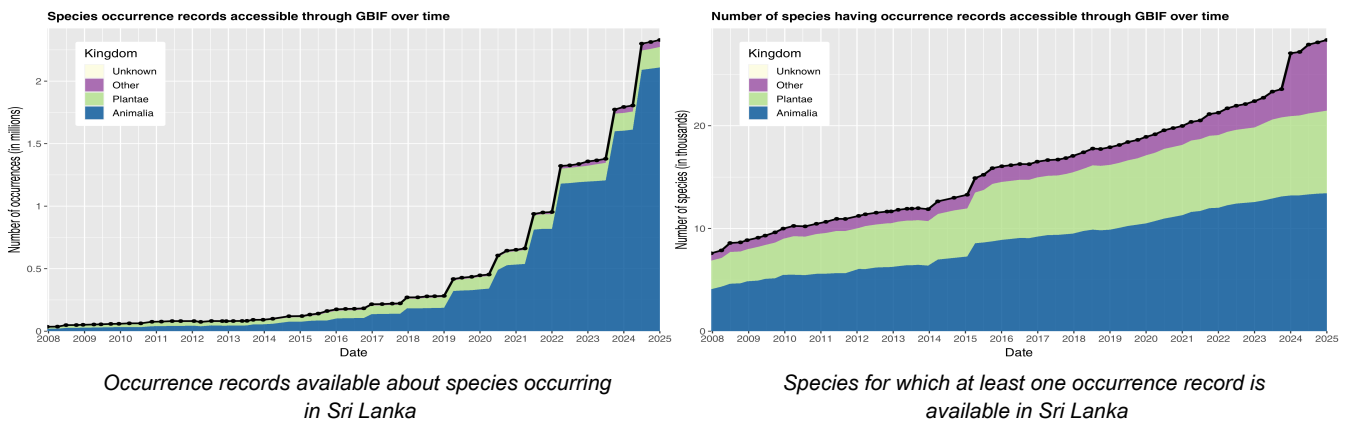 Species occurrence records accessible through GBIF over time
Number of occurrences (in millions)
2
1.5
1
0.5
0
Kingdom
Unknown
Other
Plantae
Animalia
2008 2009 2010 2011 2012 2013 2014 2015 2016 2017 2018 2019 2020 2021 2022 2023 2024 2025
Date
Occurrence records available about species occurring
in Sri Lanka
Number of species having occurrence records accessible through GBIF over time
Number of species (in thousands)
20
10
0
Kingdom
Unknown
Other
Plantae
Animalia
2008 2009 2010 2011 2012 2013 2014 2015 2016 2017 2018 2019 2020 2021 2022 2023 2024 2025
Date
Species for which at least one occurrence record is
available in Sri Lanka